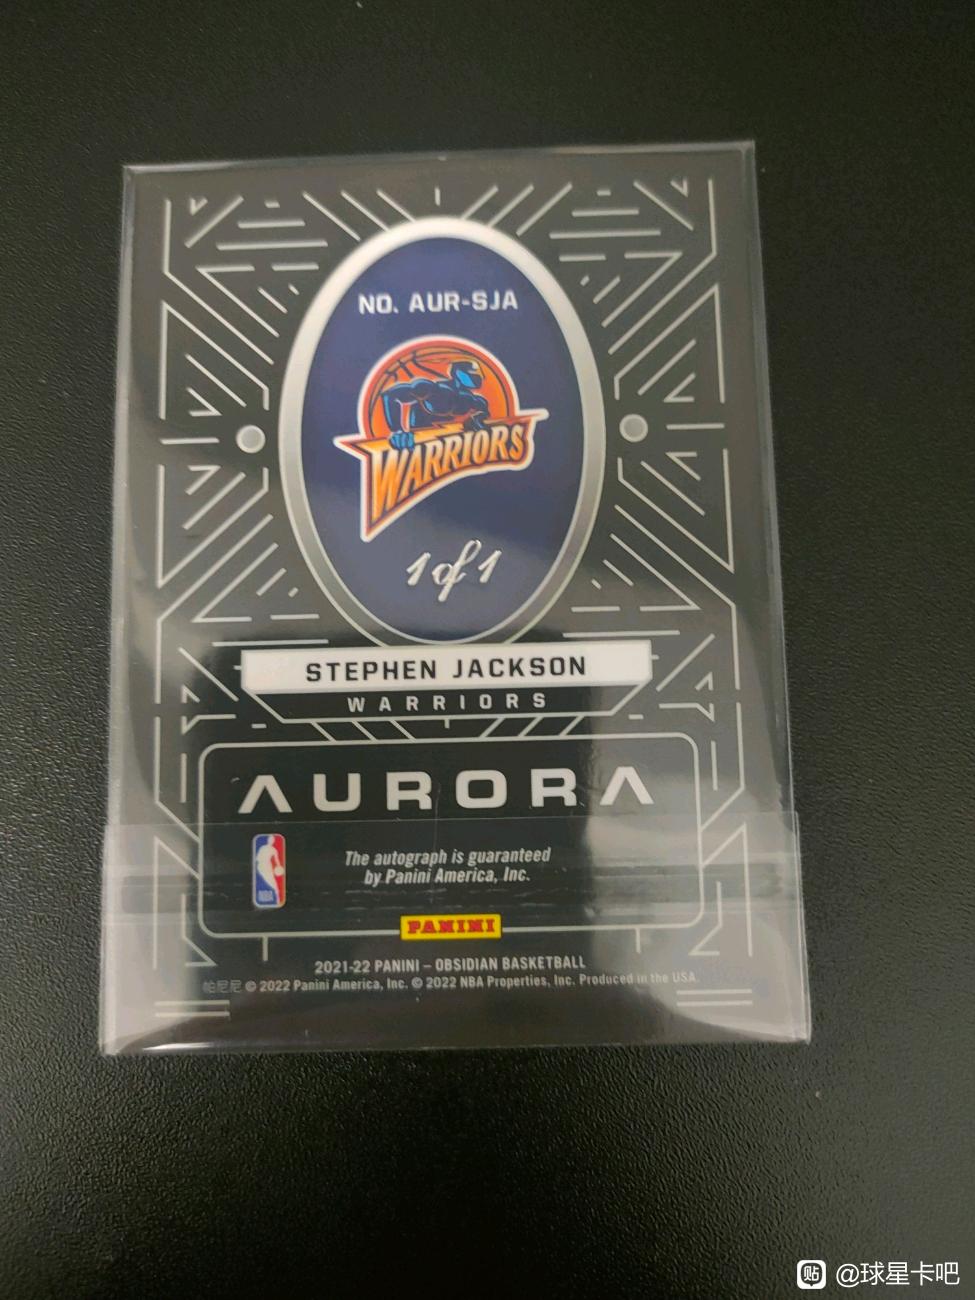 NO. AUR-SJA
WARRIORS
1 of 1
STEPHEN JACKSON
WARRIORS
AURORA
The autograph is guaranteed
by Panini America, Inc.
NBA
PANINI
2021-22 PANINI – OBSIDIAN BASKETBALL
帕尼尼 © 2022 Panini America, Inc. © 2022 NBA Properties, Inc. Produced in the USA.
贴 @球星卡吧